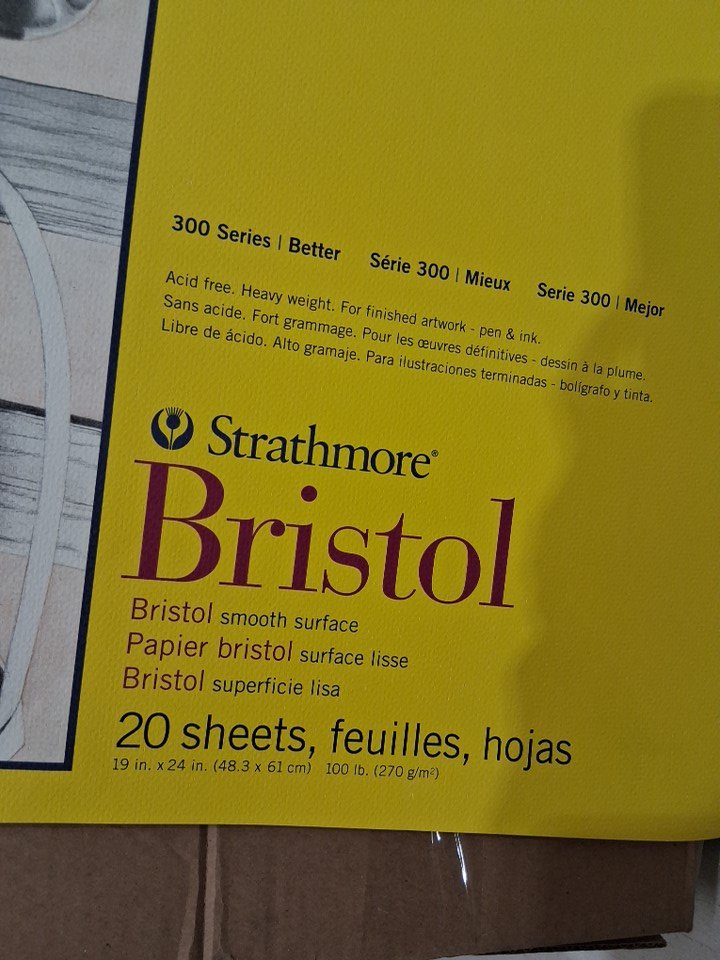 300 Series | Better Série 300 | Mieux Serie 300 | Mejor
Acid free. Heavy weight. For finished artwork - pen & ink.
Sans acide. Fort grammage. Pour les œuvres définitives - dessin à la plume.
Libre de ácido. Alto gramaje. Para ilustraciones terminadas - bolígrafo y tinta.
Strathmore®
Bristol
Bristol smooth surface
Papier bristol surface lisse
Bristol superficie lisa
20 sheets, feuilles, hojas
19 in. x 24 in. (48.3 x 61 cm) 100 lb. (270 g/m²)